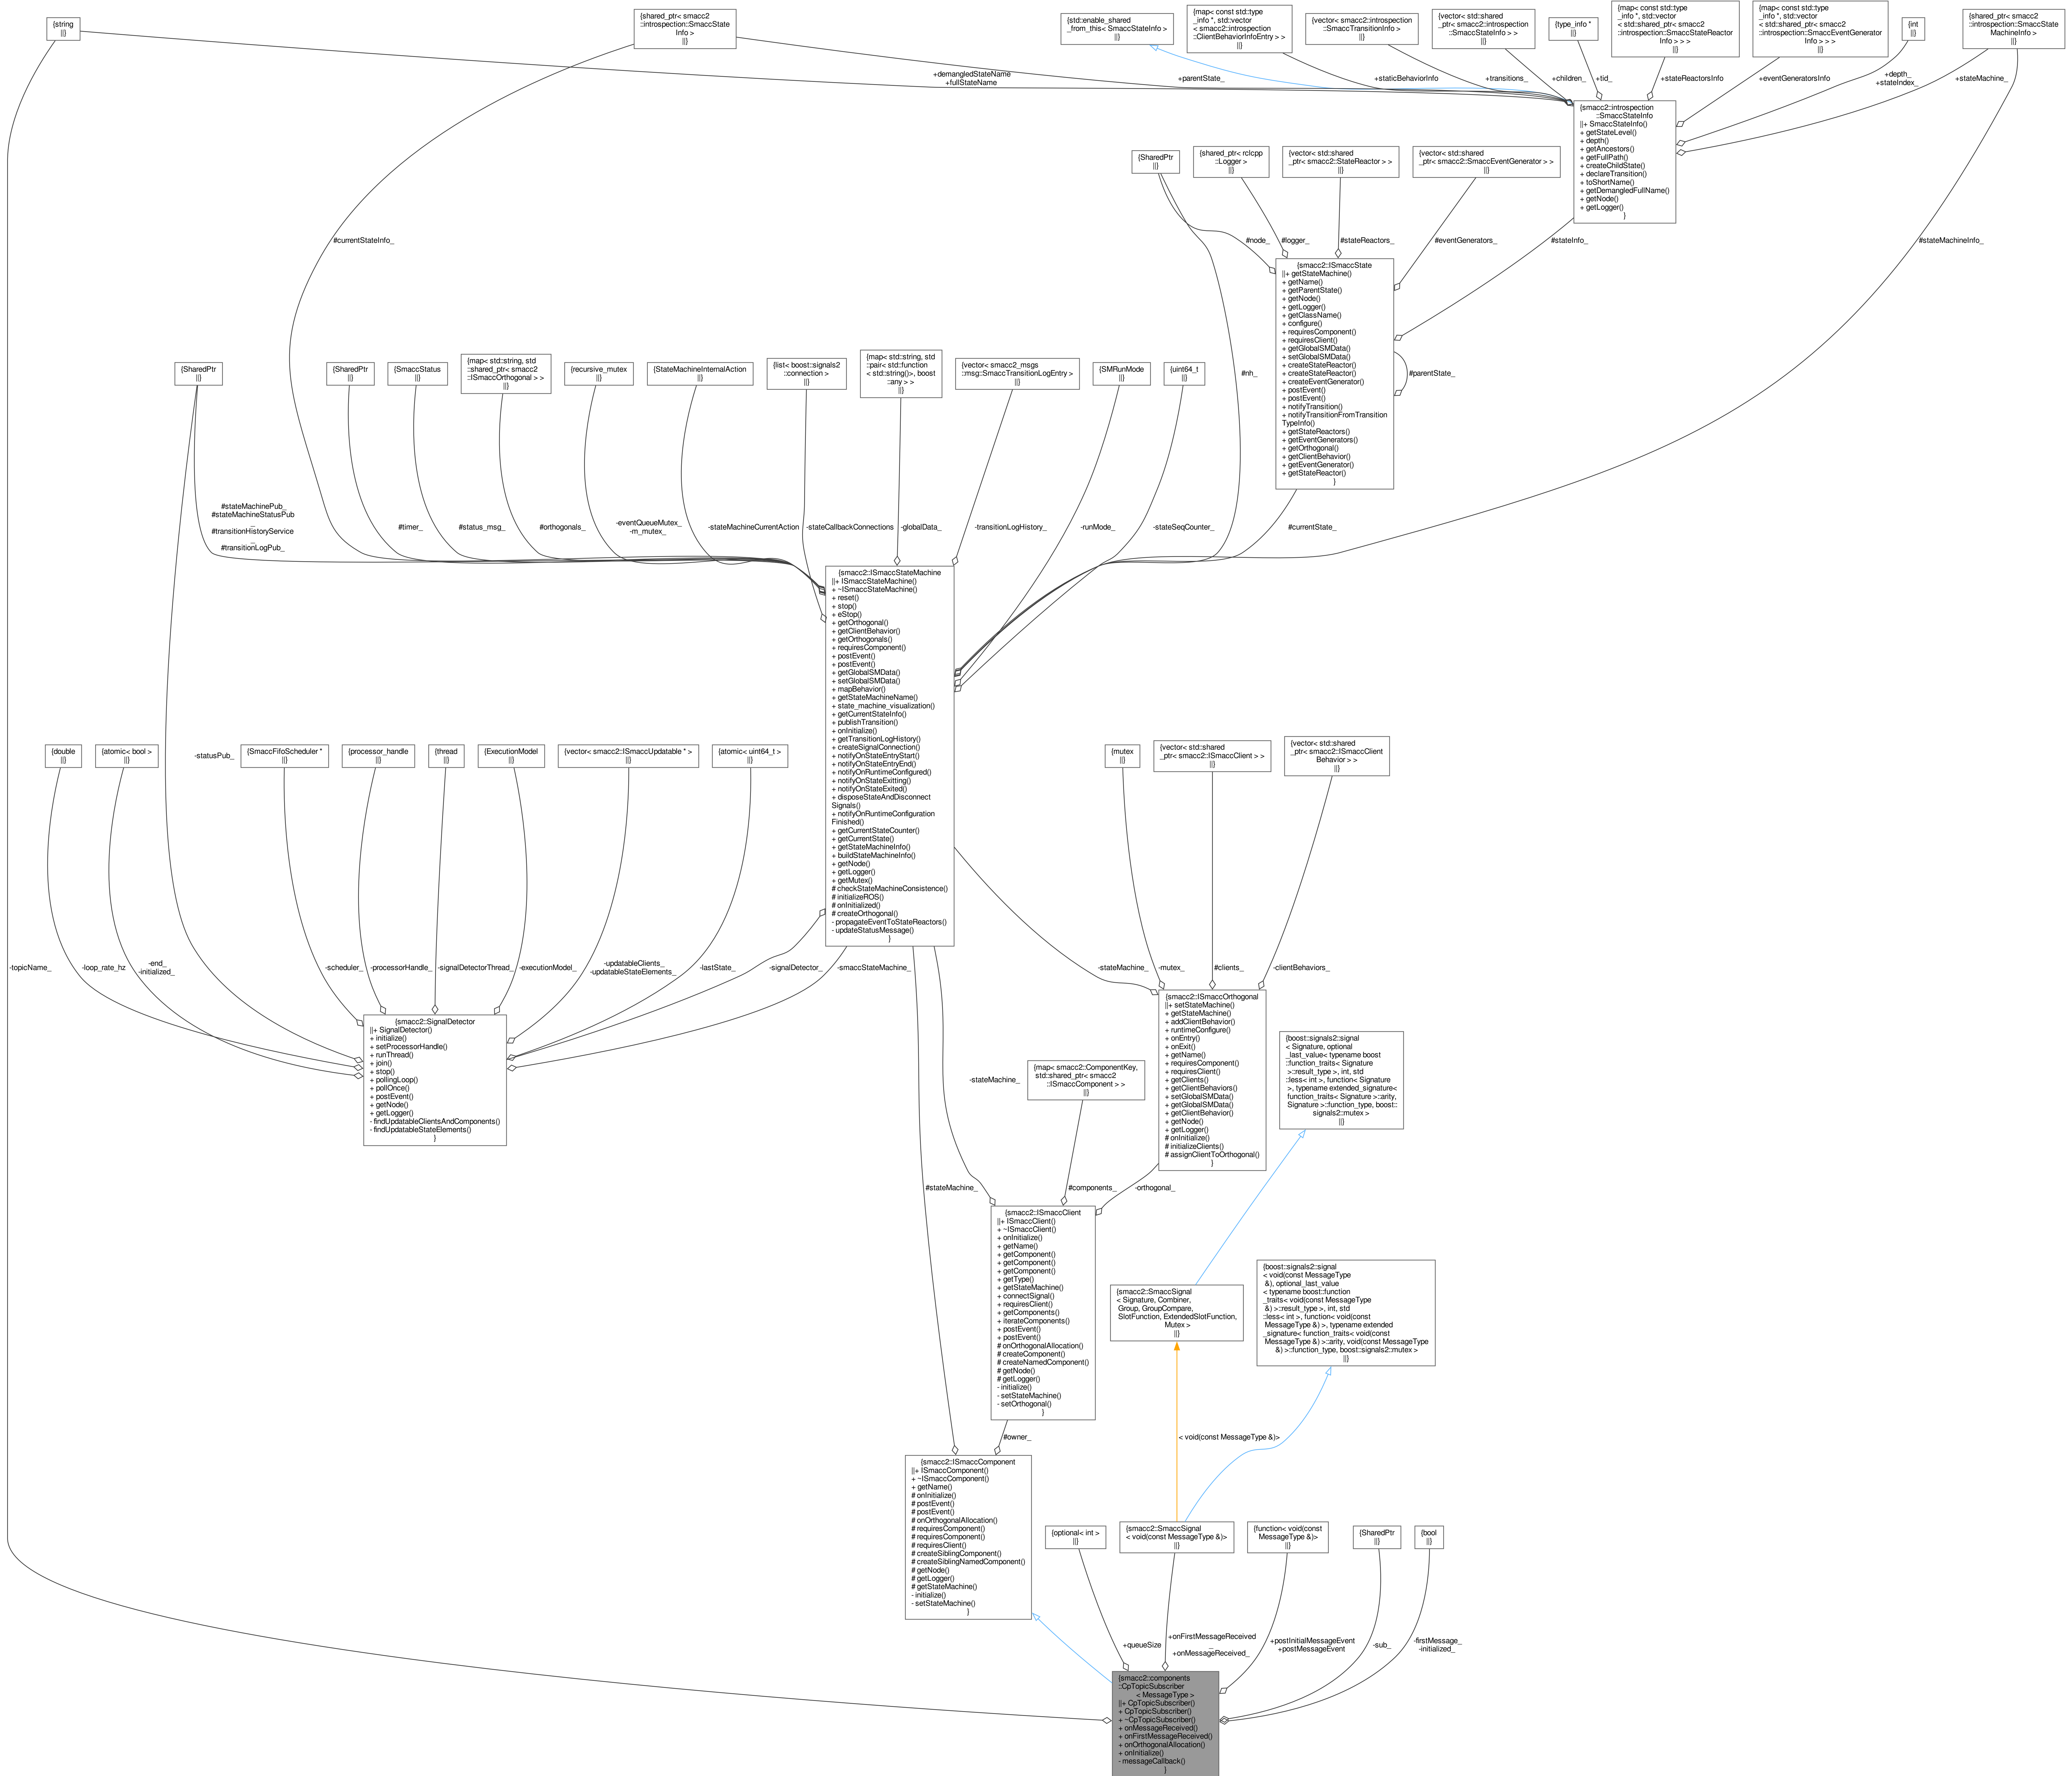 {string
||}
{shared_ptr< smacc2
::introspection::SmaccState
Info >
||}
{std::enable_shared
_from_this< SmaccStateInfo >
||}
{map< const std::type
_info *, std::vector
< smacc2::introspection
::ClientBehaviorInfoEntry > >
||}
{vector< smacc2::introspection
::SmaccTransitionInfo >
||}
{vector< std::shared
_ptr< smacc2::introspection
::SmaccStateInfo > >
||}
{type_info *
||}
{map< const std::type
_info *, std::vector
< std::shared_ptr< smacc2
::introspection::StateReactor
Info > > >
||}
{map< const std::type
_info *, std::vector
< std::shared_ptr< smacc2
::introspection::SmaccEventGenerator
Info > > >
||}
{int
||}
{shared_ptr< smacc2
::introspection::SmaccState
MachineInfo >
||}
+demangledStateName
+fullStateName
+parentState_
+staticBehaviorInfo
+transitions_
+children_
+tid_
+stateReactorsInfo
+eventGeneratorsInfo
+depth_
+stateIndex_
+stateMachine_
{smacc2::introspection
::SmaccStateInfo
||+ SmaccStateInfo()
+ getStateLevel()
+ depth()
+ getAncestors()
+ getFullPath()
+ createChildState()
+ declareTransition()
+ toShortName()
+ getDemangledFullName()
+ getNode()
+ getLogger()
}
{SharedPtr
||}
{shared_ptr< rclcpp
::Logger >
||}
{vector< std::shared
_ptr< smacc2::StateReactor > >
||}
{vector< std::shared
_ptr< smacc2::SmaccEventGenerator > >
||}
#currentStateInfo_
#node_
#logger_
#stateReactors_
#eventGenerators_
#stateInfo_
#stateMachineInfo_
{smacc2::ISmaccState
||+ getStateMachine()
+ getName()
+ getParentState()
+ getNode()
+ getLogger()
+ getClassName()
+ configure()
+ requiresComponent()
+ requiresClient()
+ getGlobalSMData()
+ setGlobalSMData()
+ createStateReactor()
+ createStateReactor()
+ createEventGenerator()
+ postEvent()
+ postEvent()
+ notifyTransition()
+ notifyTransitionFromTransition
TypeInfo()
+ getStateReactors()
+ getEventGenerators()
+ getOrthogonal()
+ getClientBehavior()
+ getEventGenerator()
+ getStateReactor()
}
#parentState_
#nh_
{SharedPtr
||}
{SharedPtr
||}
{SmaccStatus
||}
{map< std::string, std
::shared_ptr< smacc2
::ISmaccOrthogonal > >
||}
{recursive_mutex
||}
{StateMachineInternalAction
||}
{list< boost::signals2
::connection >
||}
{map< std::string, std
::pair< std::function
< std::string()>, boost
::any > >
||}
{vector< smacc2_msgs
::msg::SmaccTransitionLogEntry >
||}
{SMRunMode
||}
{uint64_t
||}
#stateMachinePub_
#stateMachineStatusPub
_
#transitionHistoryService
_
#transitionLogPub_
#timer_
#status_msg_
#orthogonals_
-eventQueueMutex_
-m_mutex_
-stateMachineCurrentAction
-stateCallbackConnections
-globalData_
-transitionLogHistory_
-runMode_
-stateSeqCounter_
#currentState_
{smacc2::ISmaccStateMachine
||+ ISmaccStateMachine()
+ ~ISmaccStateMachine()
+ reset()
+ stop()
+ eStop()
+ getOrthogonal()
+ getClientBehavior()
+ getOrthogonals()
+ requiresComponent()
+ postEvent()
+ postEvent()
+ getGlobalSMData()
+ setGlobalSMData()
+ mapBehavior()
+ getStateMachineName()
+ state_machine_visualization()
+ getCurrentStateInfo()
+ publishTransition()
+ onInitialize()
+ getTransitionLogHistory()
+ createSignalConnection()
+ notifyOnStateEntryStart()
+ notifyOnStateEntryEnd()
+ notifyOnRuntimeConfigured()
+ notifyOnStateExitting()
+ notifyOnStateExited()
+ disposeStateAndDisconnect
Signals()
+ notifyOnRuntimeConfiguration
Finished()
+ getCurrentStateCounter()
+ getCurrentState()
+ getStateMachineInfo()
+ buildStateMachineInfo()
+ getNode()
+ getLogger()
+ getMutex()
# checkStateMachineConsistence()
# initializeROS()
# onInitialized()
# createOrthogonal()
- propagateEventToStateReactors()
- updateStatusMessage()
}
{double
||}
{atomic< bool >
||}
-statusPub_
{SmaccFifoScheduler *
||}
{processor_handle
||}
{thread
||}
{ExecutionModel
||}
{vector< smacc2::ISmaccUpdatable * >
||}
{atomic< uint64_t >
||}
{mutex
||}
{vector< std::shared
_ptr< smacc2::ISmaccClient > >
||}
{vector< std::shared
_ptr< smacc2::ISmaccClient
Behavior > >
||}
-topicName_
-loop_rate_hz
-end_
-initialized_
-scheduler_
-processorHandle_
-signalDetectorThread_
-executionModel_
-updatableClients_
-updatableStateElements_
-lastState_
-signalDetector_
-smaccStateMachine_
-stateMachine_
-mutex_
#clients_
-clientBehaviors_
{smacc2::SignalDetector
||+ SignalDetector()
+ initialize()
+ setProcessorHandle()
+ runThread()
+ join()
+ stop()
+ pollingLoop()
+ pollOnce()
+ postEvent()
+ getNode()
+ getLogger()
- findUpdatableClientsAndComponents()
- findUpdatableStateElements()
}
{smacc2::ISmaccOrthogonal
||+ setStateMachine()
+ getStateMachine()
+ addClientBehavior()
+ runtimeConfigure()
+ onEntry()
+ onExit()
+ getName()
+ requiresComponent()
+ requiresClient()
+ getClients()
+ getClientBehaviors()
+ setGlobalSMData()
+ getGlobalSMData()
+ getClientBehavior()
+ getNode()
+ getLogger()
# onInitialize()
# initializeClients()
# assignClientToOrthogonal()
}
{boost::signals2::signal
< Signature, optional
_last_value< typename boost
::function_traits< Signature
>::result_type >, int, std
::less< int >, function< Signature
>, typename extended_signature<
function_traits< Signature >::arity,
Signature >::function_type, boost::
signals2::mutex >
||}
-stateMachine_
{map< smacc2::ComponentKey,
std::shared_ptr< smacc2
::ISmaccComponent > >
||}
#stateMachine_
#components_
-orthogonal_
{smacc2::ISmaccClient
||+ ISmaccClient()
+ ~ISmaccClient()
+ onInitialize()
+ getName()
+ getComponent()
+ getComponent()
+ getComponent()
+ getType()
+ getStateMachine()
+ connectSignal()
+ requiresClient()
+ getComponents()
+ iterateComponents()
+ postEvent()
+ postEvent()
# onOrthogonalAllocation()
# createComponent()
# createNamedComponent()
# getNode()
# getLogger()
- initialize()
- setStateMachine()
- setOrthogonal()
}
{smacc2::SmaccSignal
< Signature, Combiner,
Group, GroupCompare,
SlotFunction, ExtendedSlotFunction,
Mutex >
||}
{boost::signals2::signal
< void(const MessageType
&), optional_last_value
< typename boost::function
_traits< void(const MessageType
&) >::result_type >, int, std
::less< int >, function< void(const
MessageType &) >, typename extended
_signature< function_traits< void(const
MessageType &) >::arity, void(const MessageType
&) >::function_type, boost::signals2::mutex >
||}
#owner_
< void(const MessageType &)>
{smacc2::ISmaccComponent
||+ ISmaccComponent()
+ ~ISmaccComponent()
+ getName()
# onInitialize()
# postEvent()
# postEvent()
# onOrthogonalAllocation()
# requiresComponent()
# requiresComponent()
# requiresClient()
# createSiblingComponent()
# createSiblingNamedComponent()
# getNode()
# getLogger()
# getStateMachine()
- initialize()
- setStateMachine()
}
{optional< int >
||}
{smacc2::SmaccSignal
< void(const MessageType &)>
||}
{function< void(const
MessageType &)>
||}
{SharedPtr
||}
{bool
||}
+queueSize
+onFirstMessageReceived
_
+onMessageReceived_
+postInitialMessageEvent
+postMessageEvent
-sub_
-firstMessage_
-initialized_
{smacc2::components
::CpTopicSubscriber
< MessageType >
||+ CpTopicSubscriber()
+ CpTopicSubscriber()
+ ~CpTopicSubscriber()
+ onMessageReceived()
+ onFirstMessageReceived()
+ onOrthogonalAllocation()
+ onInitialize()
- messageCallback()
}